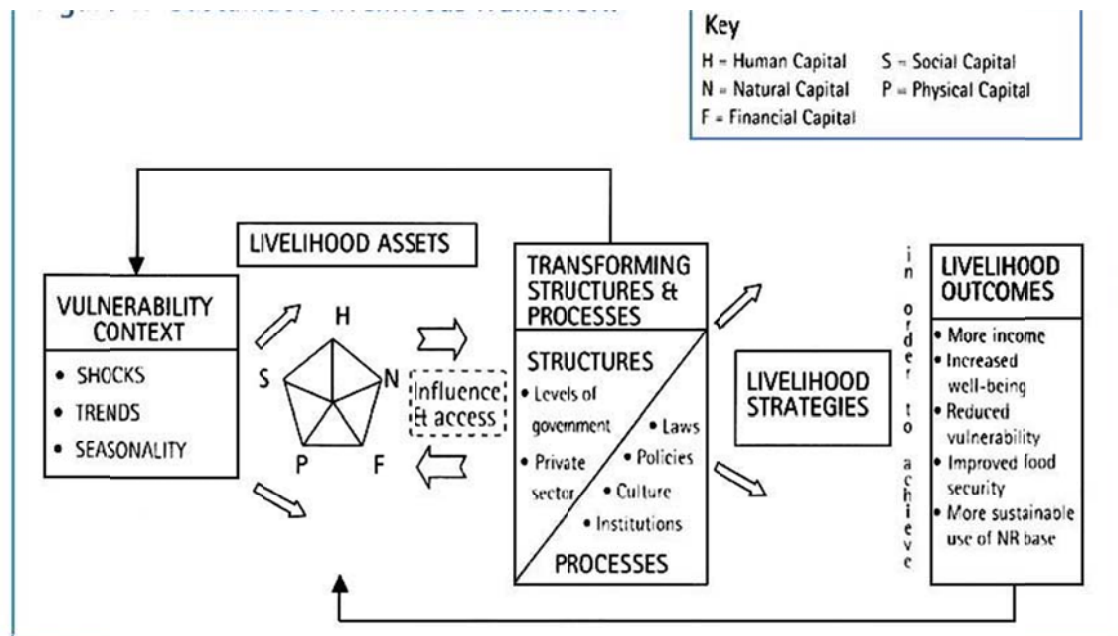 Key
H = Human Capital
S = Social Capital
N = Natural Capital
P = Physical Capital
F = Financial Capital
LIVELIHOOD ASSETS
VULNERABILITY
CONTEXT
• SHOCKS
• TRENDS
• SEASONALITY
H
S
N
P
F
Influence
& access
TRANSFORMING
STRUCTURES &
PROCESSES
STRUCTURES
• Levels of
government
• Private
sector
• Laws
• Policies
• Culture
• Institutions
PROCESSES
LIVELIHOOD
STRATEGIES
in order to achieve
LIVELIHOOD
OUTCOMES
• More income
• Increased
well-being
• Reduced
vulnerability
• Improved food
security
• More sustainable
use of NR base